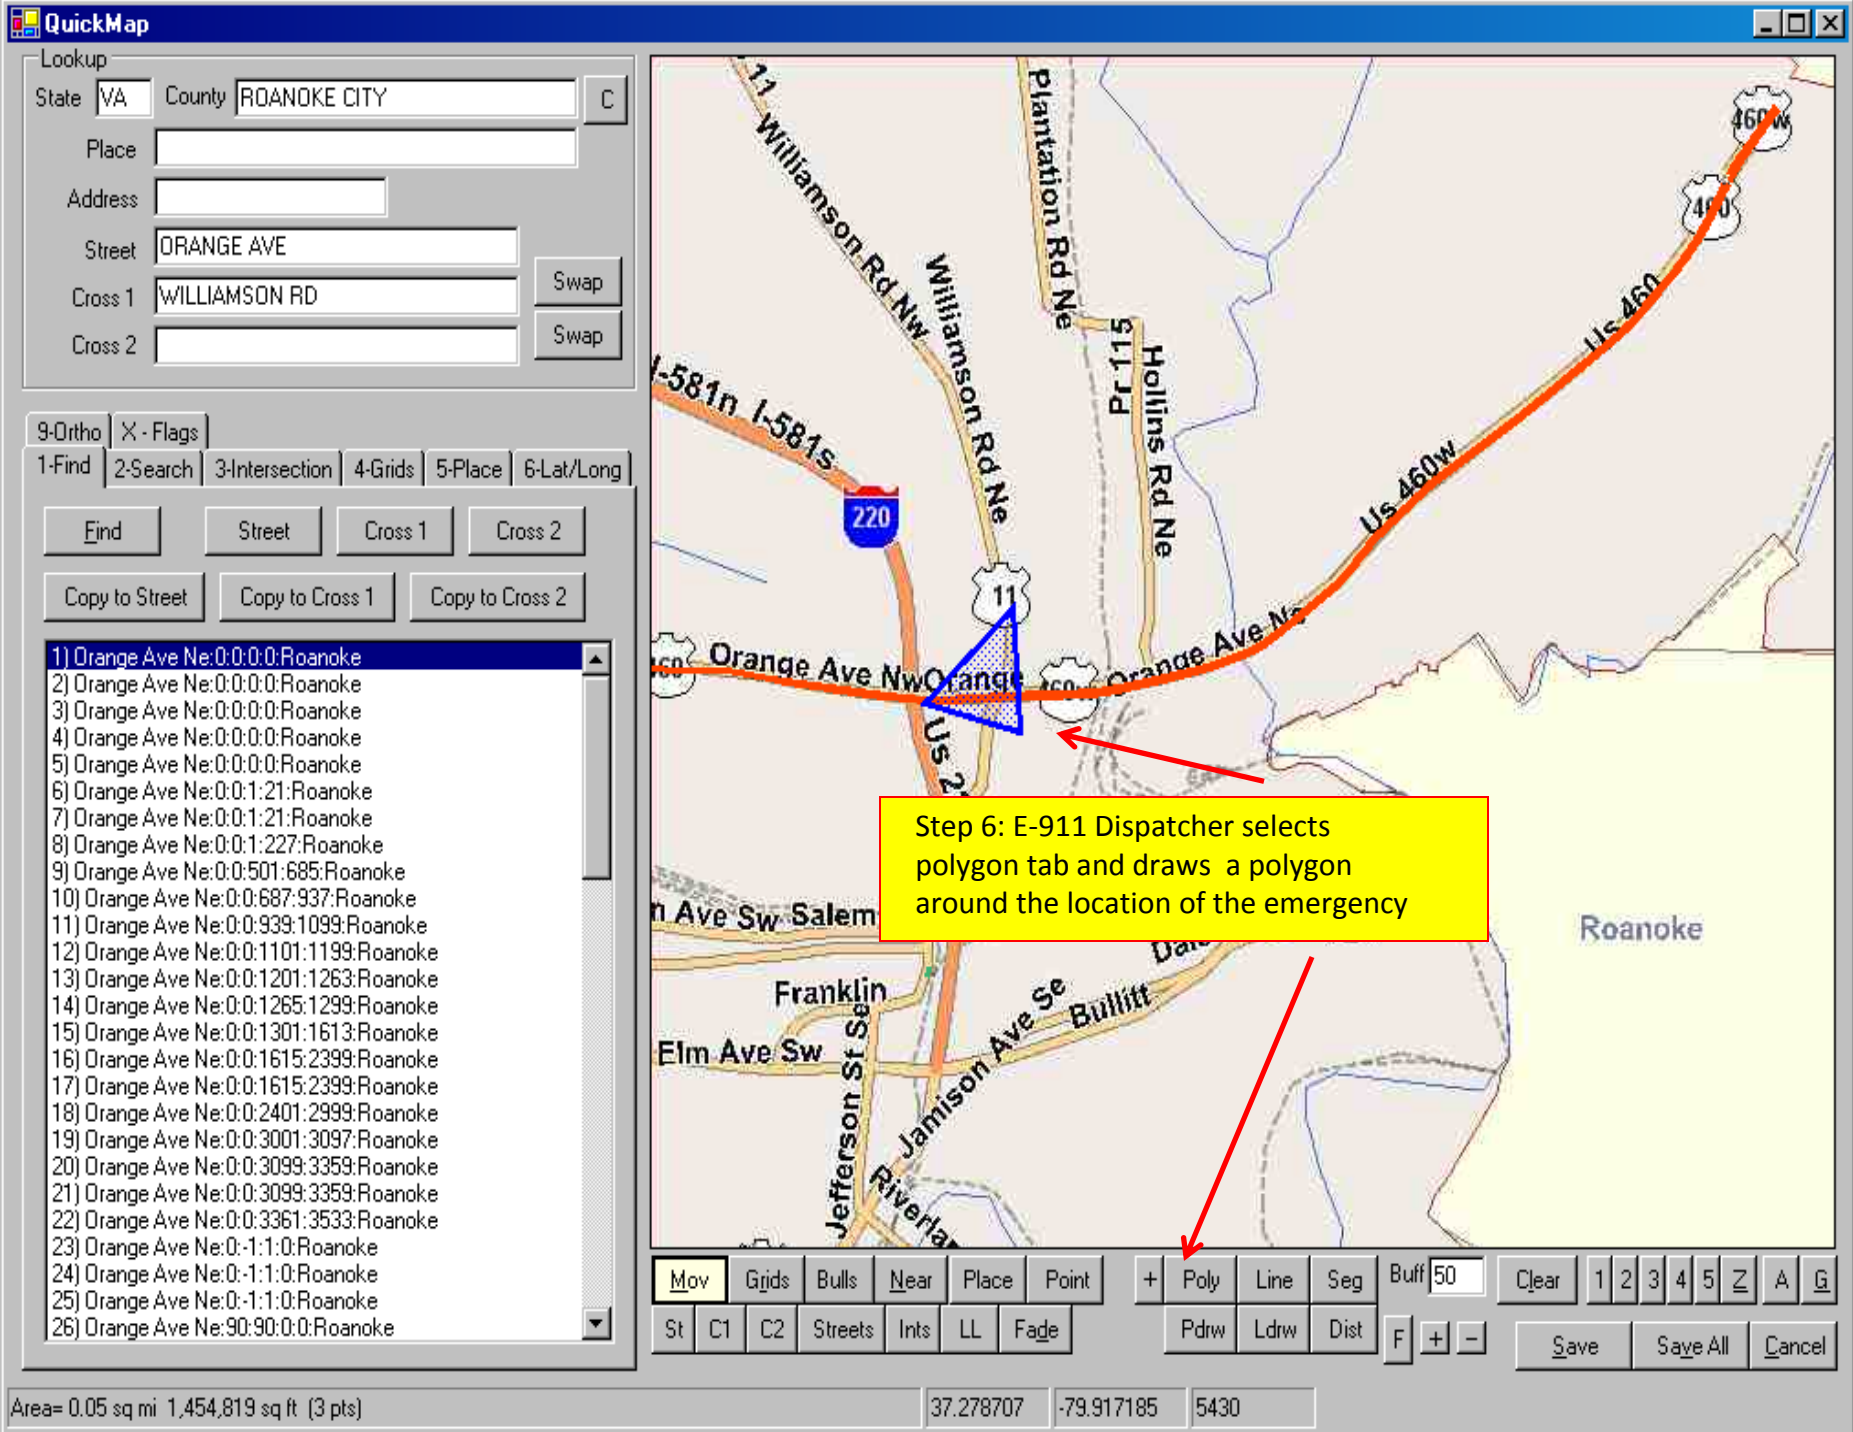 QuickMap
Lookup
State VA County ROANOKE CITY C
Place
Address
Street ORANGE AVE
Cross 1 WILLIAMSON RD Swap
Cross 2 Swap
9-Ortho X - Flags
1-Find 2-Search 3-Intersection 4-Grids 5-Place 6-Lat/Long
Find Street Cross 1 Cross 2
Copy to Street Copy to Cross 1 Copy to Cross 2
1) Orange Ave Ne:0:0:0:0:Roanoke
2) Orange Ave Ne:0:0:0:0:Roanoke
3) Orange Ave Ne:0:0:0:0:Roanoke
4) Orange Ave Ne:0:0:0:0:Roanoke
5) Orange Ave Ne:0:0:0:0:Roanoke
6) Orange Ave Ne:0:0:1:21:Roanoke
7) Orange Ave Ne:0:0:1:21:Roanoke
8) Orange Ave Ne:0:0:1:227:Roanoke
9) Orange Ave Ne:0:0:501:685:Roanoke
10) Orange Ave Ne:0:0:687:937:Roanoke
11) Orange Ave Ne:0:0:939:1099:Roanoke
12) Orange Ave Ne:0:0:1101:1199:Roanoke
13) Orange Ave Ne:0:0:1201:1263:Roanoke
14) Orange Ave Ne:0:0:1265:1299:Roanoke
15) Orange Ave Ne:0:0:1301:1613:Roanoke
16) Orange Ave Ne:0:0:1615:2399:Roanoke
17) Orange Ave Ne:0:0:1615:2399:Roanoke
18) Orange Ave Ne:0:0:2401:2999:Roanoke
19) Orange Ave Ne:0:0:3001:3097:Roanoke
20) Orange Ave Ne:0:0:3099:3359:Roanoke
21) Orange Ave Ne:0:0:3099:3359:Roanoke
22) Orange Ave Ne:0:0:3361:3533:Roanoke
23) Orange Ave Ne:0:-1:1:0:Roanoke
24) Orange Ave Ne:0:-1:1:0:Roanoke
25) Orange Ave Ne:0:-1:1:0:Roanoke
26) Orange Ave Ne:90:90:0:0:Roanoke
11
Williamson Rd Nw
Plantation Rd Ne
460w
460
Us 460
Williamson Rd Ne
Pr 115
Hollins Rd Ne
I-581n I-581s
Us 460w
220
11
460
Orange Ave Nw
Orange
460w
Orange Ave Ne
Us 2
Step 6: E-911 Dispatcher selects
polygon tab and draws a polygon
around the location of the emergency
n Ave Sw Salem
Dale
Roanoke
Franklin
Bullitt
Elm Ave Sw
Jamison Ave Se
Jefferson St Se
Riverlan
Mov Grids Bulls Near Place Point + Poly Line Seg Buff 50 Clear 1 2 3 4 5 Z A G
St C1 C2 Streets Ints LL Fade Pdrw Ldrw Dist F + − Save Save All Cancel
Area= 0.05 sq mi 1,454,819 sq ft (3 pts) 37.278707 -79.917185 5430